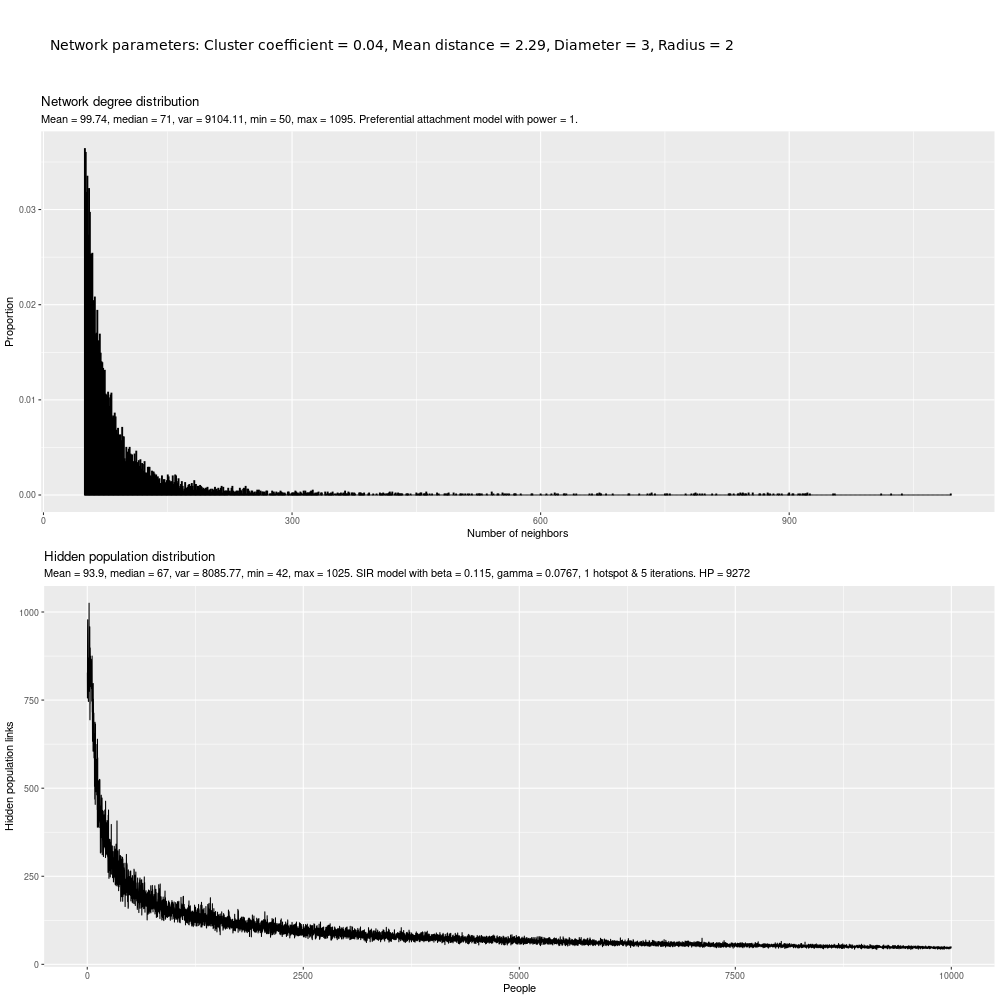 Network parameters: Cluster coefficient = 0.04, Mean distance = 2.29, Diameter = 3, Radius = 2
Network degree distribution
Mean = 99.74, median = 71, var = 9104.11, min = 50, max = 1095. Preferential attachment model with power = 1.
Proportion
0.03
0.02
0.01
0.00
0 300 600 900
Number of neighbors
Hidden population distribution
Mean = 93.9, median = 67, var = 8085.77, min = 42, max = 1025. SIR model with beta = 0.115, gamma = 0.0767, 1 hotspot & 5 iterations. HP = 9272
Hidden population links
1000
750
500
250
0
0 2500 5000 7500 10000
People